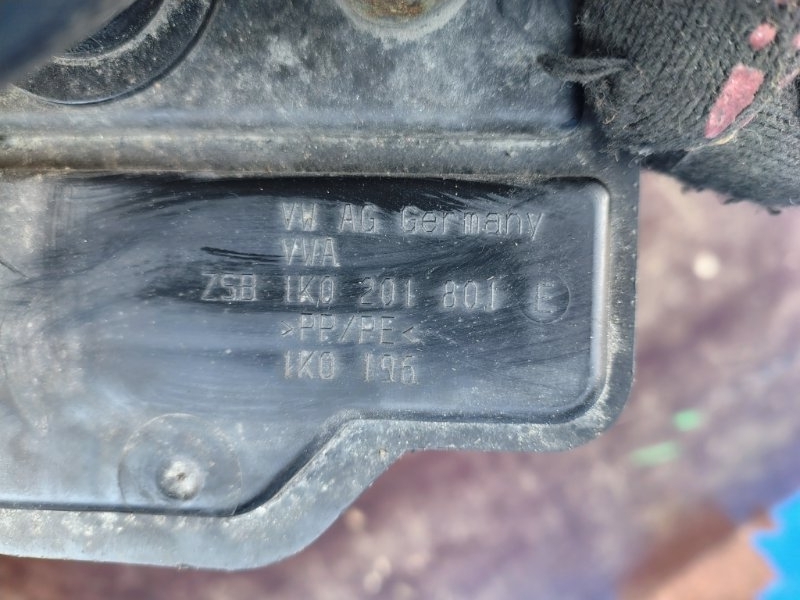 VW AG Germany
VWA
ZSB 1K0 201 801 E
>PP/PE<
1K0 196